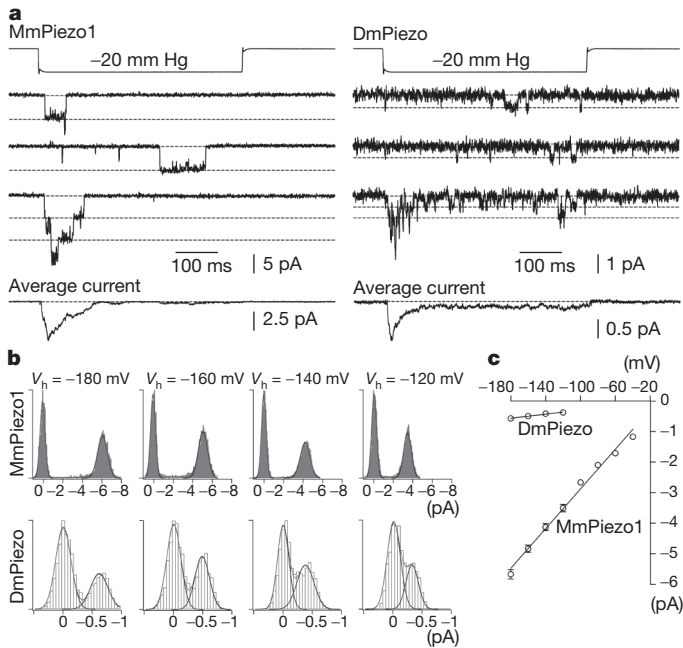 a
MmPiezo1
DmPiezo
−20 mm Hg
−20 mm Hg
100 ms
5 pA
100 ms
1 pA
Average current
2.5 pA
Average current
0.5 pA
b
Vh = −180 mV
Vh = −160 mV
Vh = −140 mV
Vh = −120 mV
MmPiezo1
0 −2 −4 −6 −8
0 −2 −4 −6 −8
0 −2 −4 −6 −8
0 −2 −4 −6 −8
(pA)
DmPiezo
0 −0.5 −1
0 −0.5 −1
0 −0.5 −1
0 −0.5 −1
(pA)
c
(mV)
−180 −140 −100 −60 −20
0
DmPiezo
−1
−2
−3
MmPiezo1
−4
−5
−6
(pA)